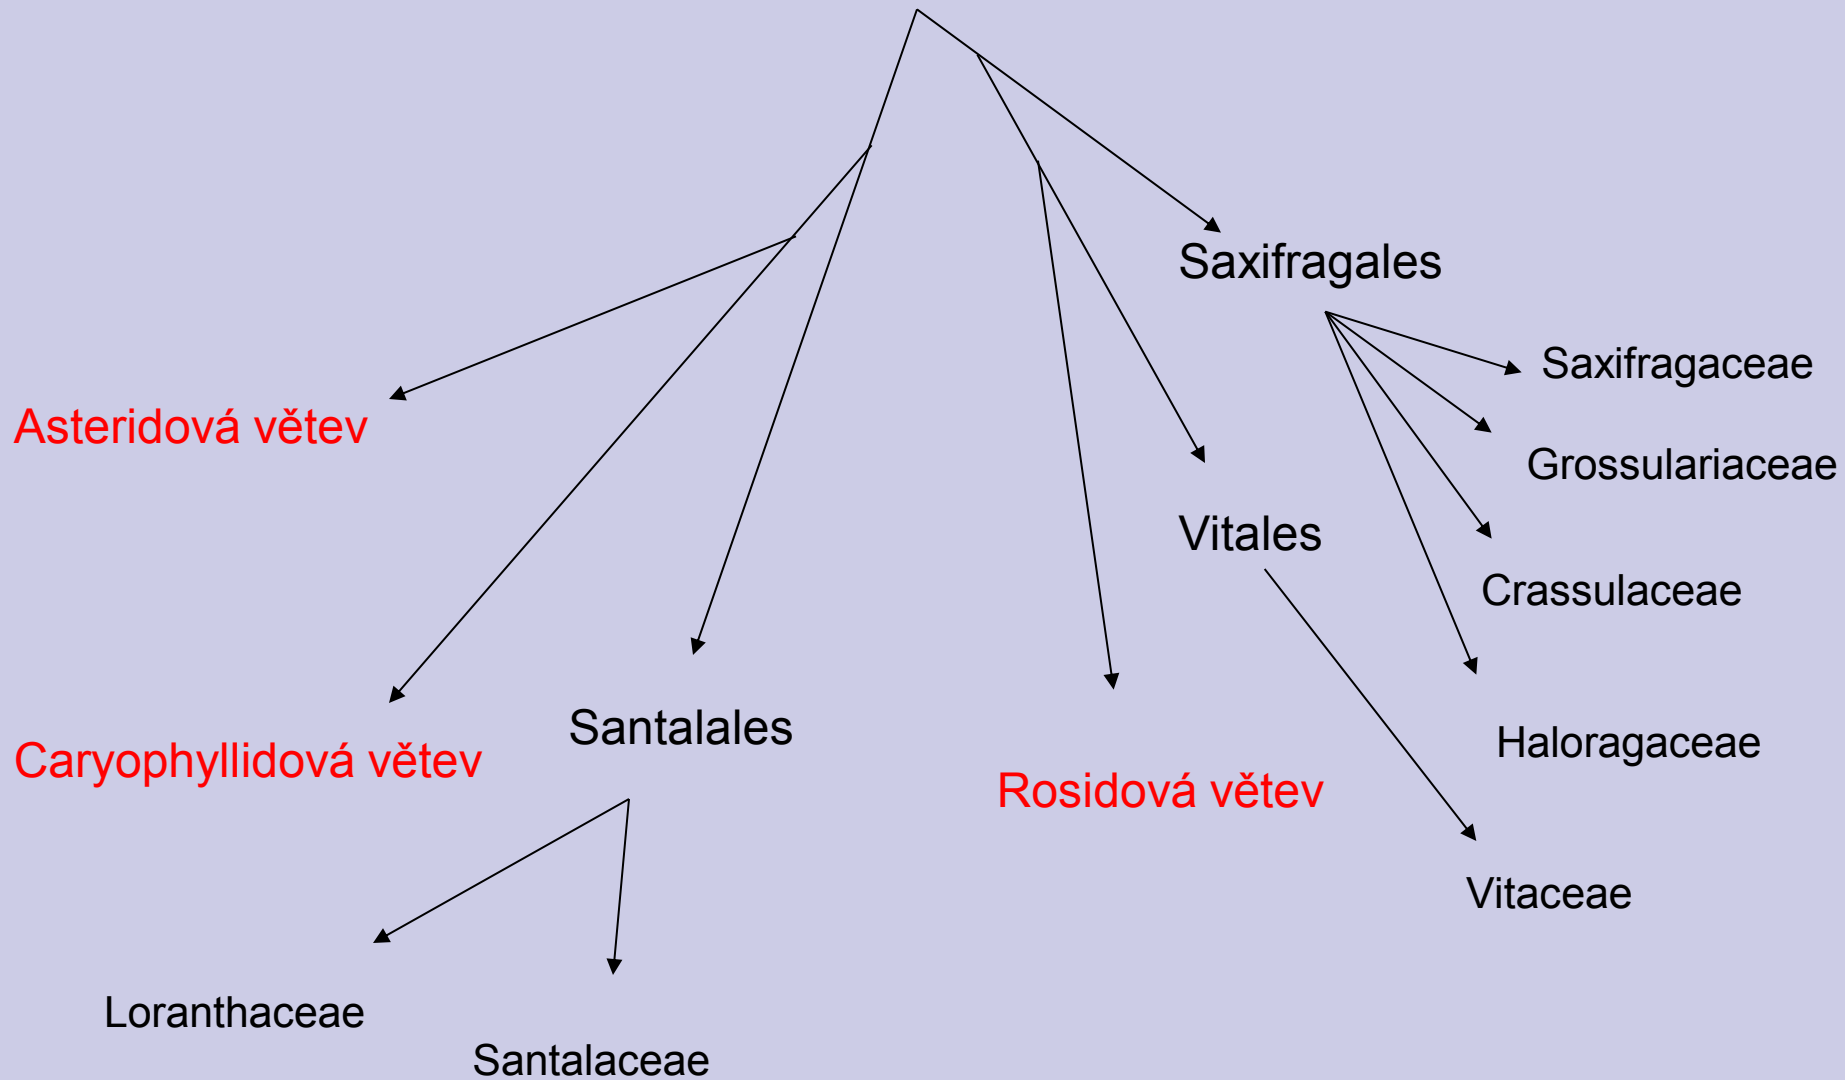 Saxifragales
Saxifragaceae
Asteridová větev
Grossulariaceae
Vitales
Crassulaceae
Santalales
Haloragaceae
Caryophyllidová větev
Rosidová větev
Vitaceae
Loranthaceae
Santalaceae